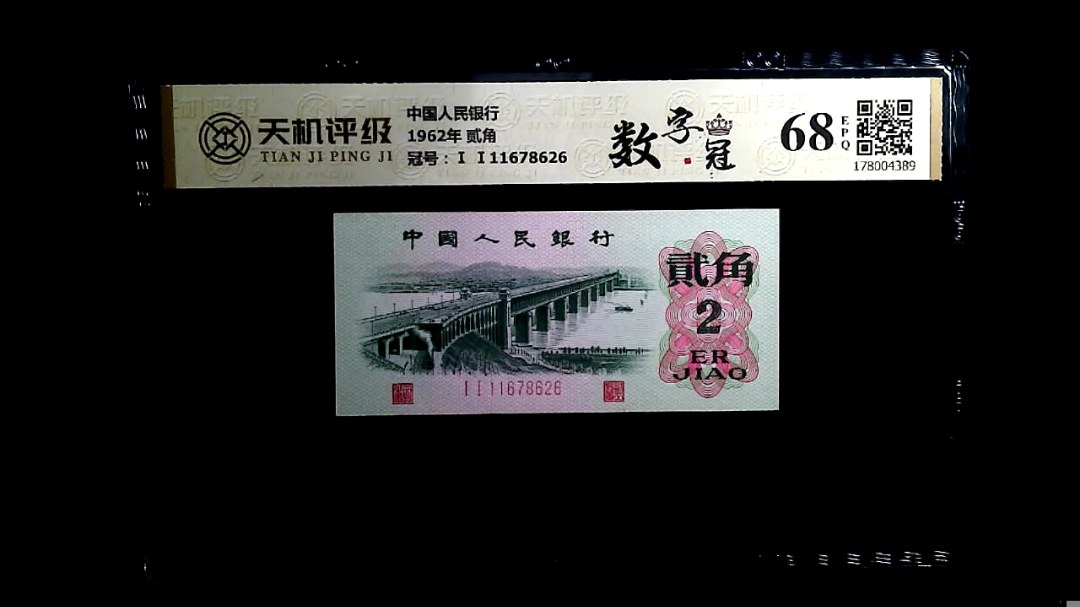 天机评级
TIAN JI PING JI
中国人民银行
1962年 贰角
冠号：Ⅰ Ⅰ11678626
数字冠
68
EPQ
178004389
中國人民銀行
貳角
2
ER
JIAO
ⅠⅠ11678626